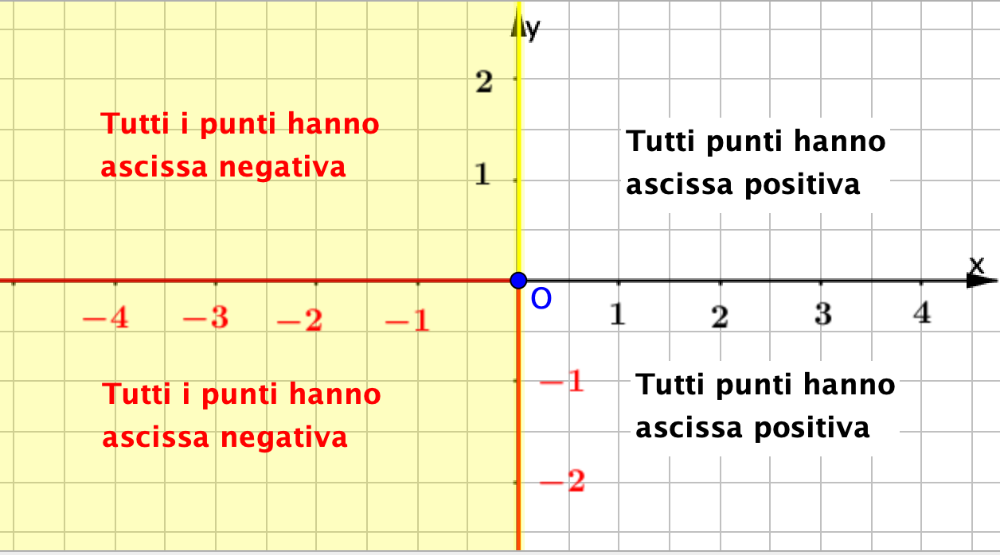 y
2
Tutti i punti hanno
ascissa negativa
Tutti punti hanno
ascissa positiva
1
x
O
−4 −3 −2 −1 1 2 3 4
−1
Tutti i punti hanno
ascissa negativa
Tutti punti hanno
ascissa positiva
−2